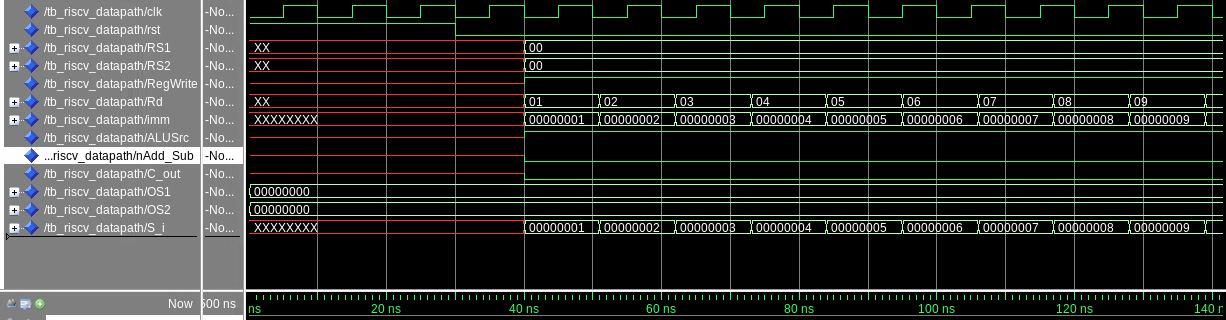 /tb_riscv_datapath/clk -No...
/tb_riscv_datapath/rst -No...
/tb_riscv_datapath/RS1 -No... XX 00
/tb_riscv_datapath/RS2 -No... XX 00
/tb_riscv_datapath/RegWrite -No...
/tb_riscv_datapath/Rd -No... XX 01 02 03 04 05 06 07 08 09
/tb_riscv_datapath/imm -No... XXXXXXXX 00000001 00000002 00000003 00000004 00000005 00000006 00000007 00000008 00000009
/tb_riscv_datapath/ALUSrc -No...
...riscv_datapath/nAdd_Sub -No...
/tb_riscv_datapath/C_out -No...
/tb_riscv_datapath/OS1 -No... 00000000
/tb_riscv_datapath/OS2 -No... 00000000
/tb_riscv_datapath/S_i -No... XXXXXXXX 00000001 00000002 00000003 00000004 00000005 00000006 00000007 00000008 00000009
Now 500 ns ns 20 ns 40 ns 60 ns 80 ns 100 ns 120 ns 140 n